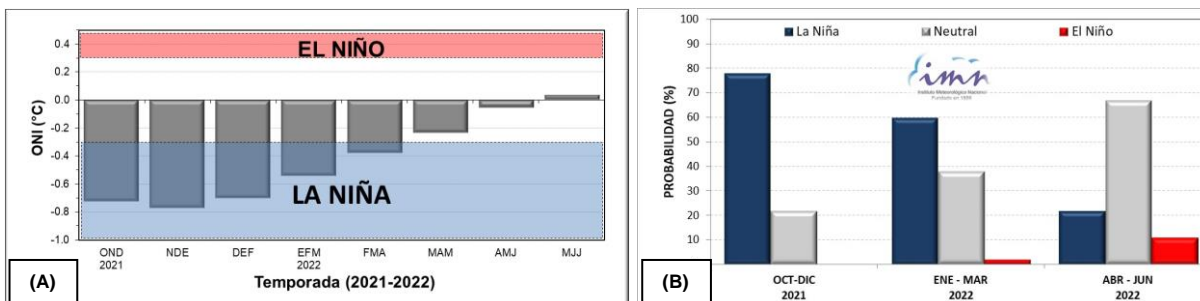 0.4
0.2
0.0
-0.2
-0.4
-0.6
-0.8
-1.0
ONI (°C)
EL NIÑO
LA NIÑA
OND NDE DEF EFM FMA MAM AMJ MJJ
2021 2022
Temporada (2021-2022)
(A)
100
90
80
70
60
50
40
30
20
10
PROBABILIDAD (%)
La Niña Neutral El Niño
imn
Instituto Meteorológico Nacional
Fundado en 1888
OCT-DIC ENE - MAR ABR - JUN
2021 2022 2022
(B)